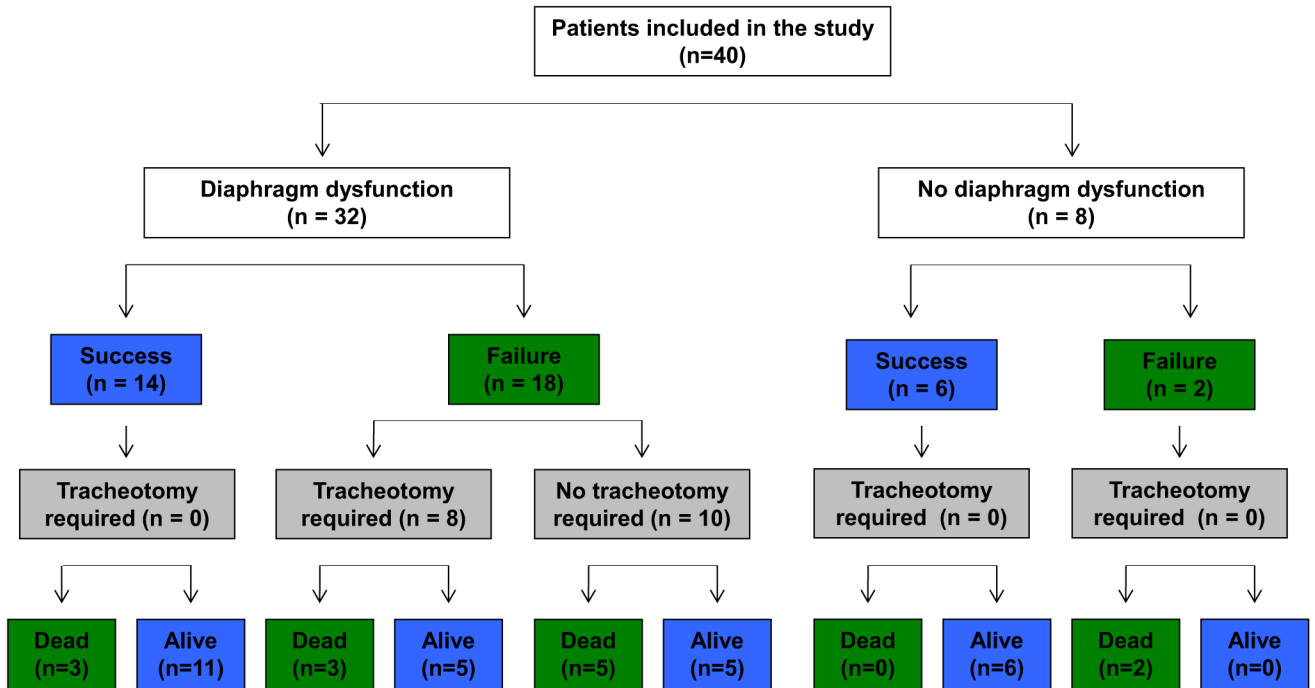 Patients included in the study
(n=40)
Diaphragm dysfunction
(n = 32)
No diaphragm dysfunction
(n = 8)
Success
(n = 14)
Failure
(n = 18)
Success
(n = 6)
Failure
(n = 2)
Tracheotomy
required (n = 0)
Tracheotomy
required (n = 8)
No tracheotomy
required (n = 10)
Tracheotomy
required (n = 0)
Tracheotomy
required (n = 0)
Dead
(n=3)
Alive
(n=11)
Dead
(n=3)
Alive
(n=5)
Dead
(n=5)
Alive
(n=5)
Dead
(n=0)
Alive
(n=6)
Dead
(n=2)
Alive
(n=0)